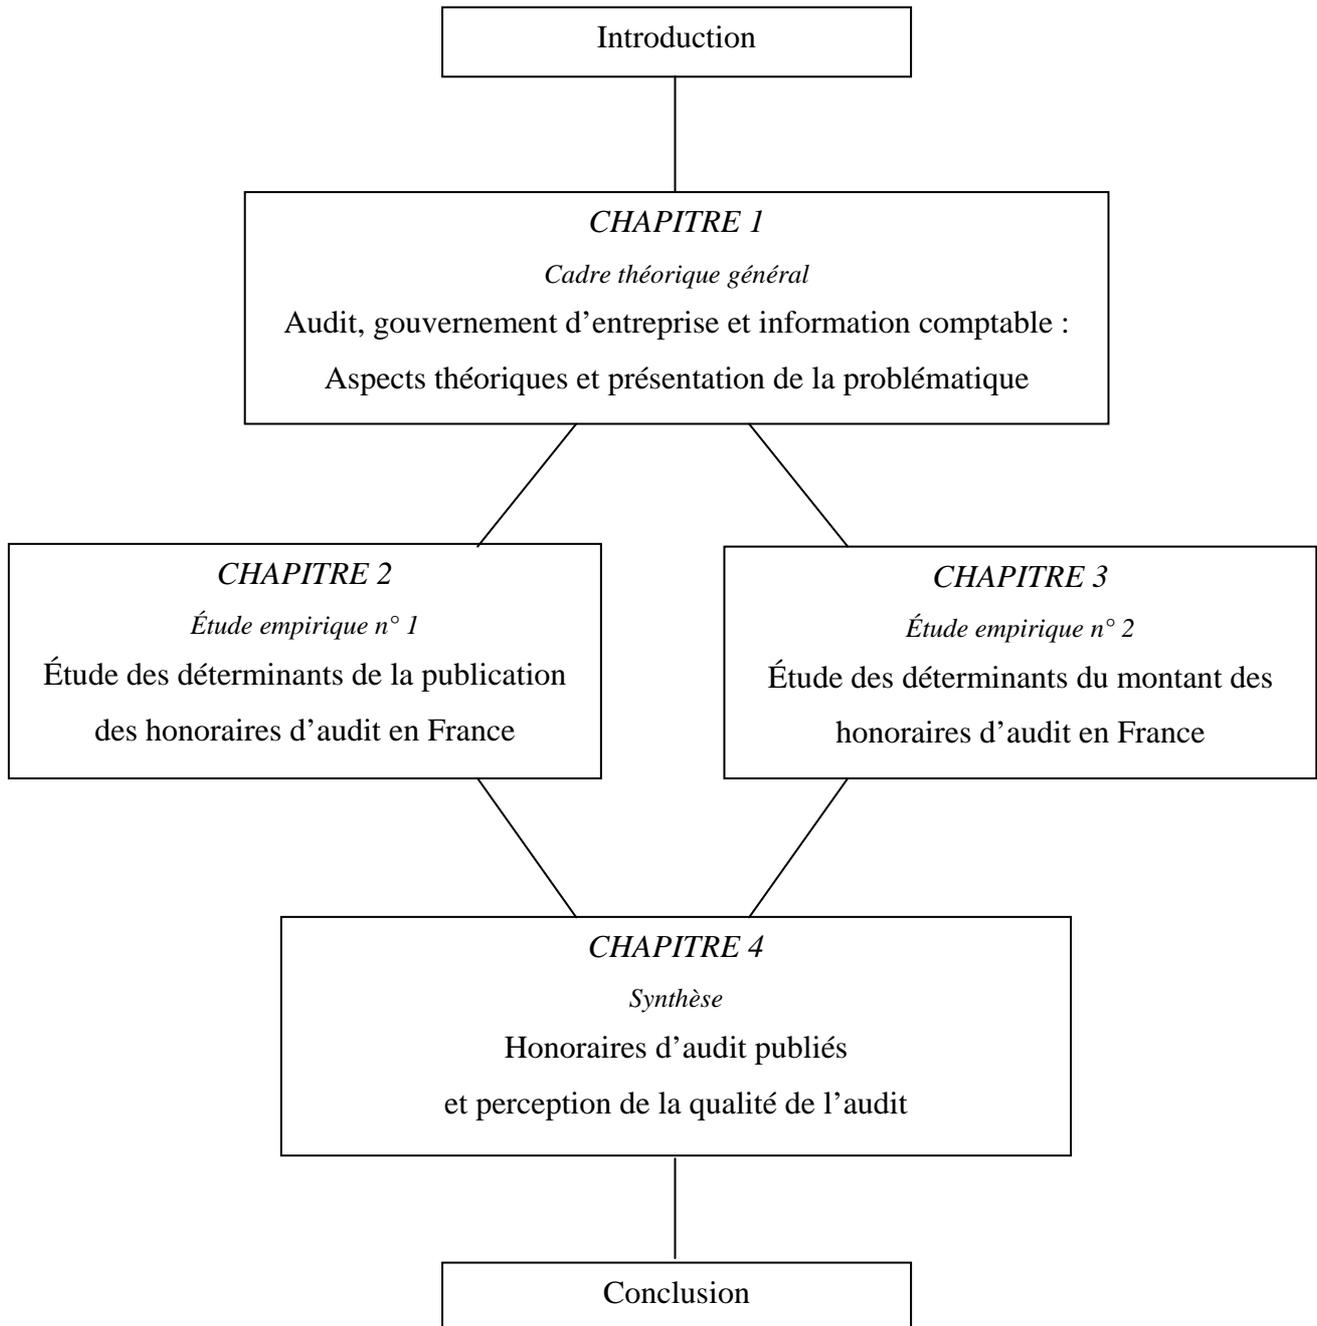 Introduction
CHAPITRE 1
Cadre théorique général
Audit, gouvernement d’entreprise et information comptable :
Aspects théoriques et présentation de la problématique
CHAPITRE 2
Étude empirique n° 1
Étude des déterminants de la publication
des honoraires d’audit en France
CHAPITRE 3
Étude empirique n° 2
Étude des déterminants du montant des
honoraires d’audit en France
CHAPITRE 4
Synthèse
Honoraires d’audit publiés
et perception de la qualité de l’audit
Conclusion